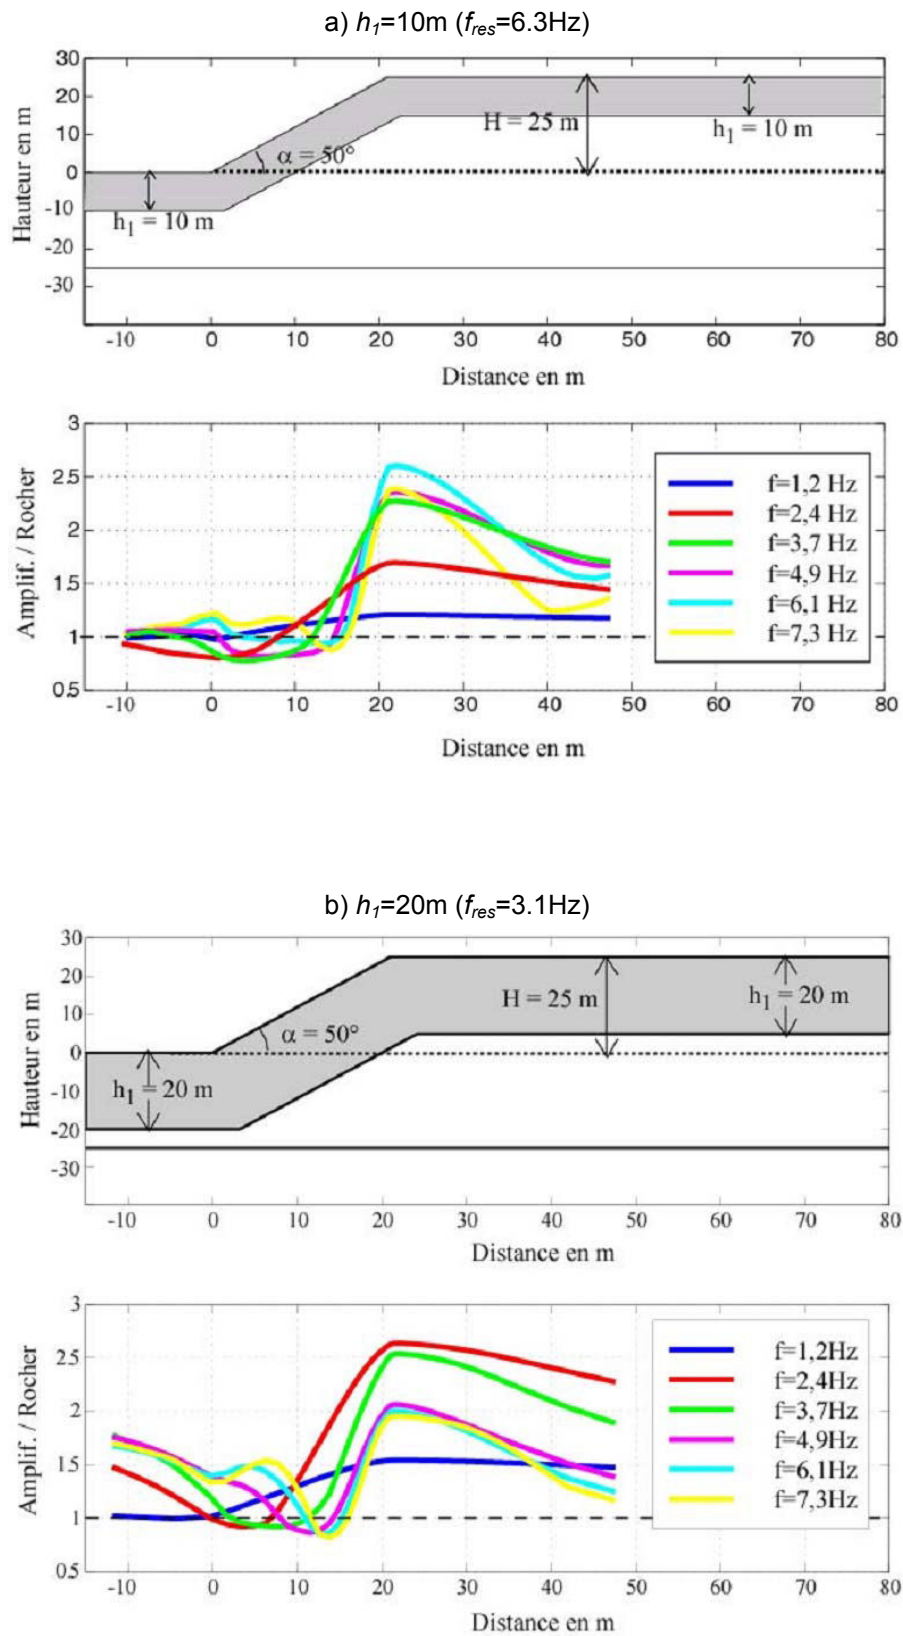 a) h1=10m (fres=6.3Hz)
30
20
10
0
-10
-20
-30
Hauteur en m
H = 25 m
h1 = 10 m
α = 50°
h1 = 10 m
-10 0 10 20 30 40 50 60 70 80
Distance en m
3
2.5
2
1.5
1
0.5
Amplif. / Rocher
f=1,2 Hz
f=2,4 Hz
f=3,7 Hz
f=4,9 Hz
f=6,1 Hz
f=7,3 Hz
-10 0 10 20 30 40 50 60 70 80
Distance en m
b) h1=20m (fres=3.1Hz)
30
20
10
0
-10
-20
-30
Hauteur en m
H = 25 m
h1 = 20 m
α = 50°
h1 = 20 m
-10 0 10 20 30 40 50 60 70 80
Distance en m
3
2.5
2
1.5
1
0.5
Amplif. / Rocher
f=1,2Hz
f=2,4Hz
f=3,7Hz
f=4,9Hz
f=6,1Hz
f=7,3Hz
-10 0 10 20 30 40 50 60 70 80
Distance en m